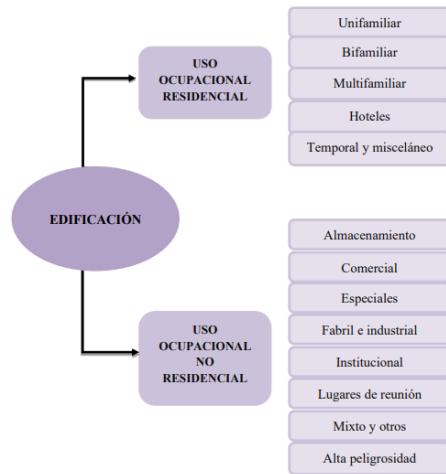 EDIFICACIÓN
USO
OCUPACIONAL
RESIDENCIAL
Unifamiliar
Bifamiliar
Multifamiliar
Hoteles
Temporal y misceláneo
USO
OCUPACIONAL
NO
RESIDENCIAL
Almacenamiento
Comercial
Especiales
Fabril e industrial
Institucional
Lugares de reunión
Mixto y otros
Alta peligrosidad